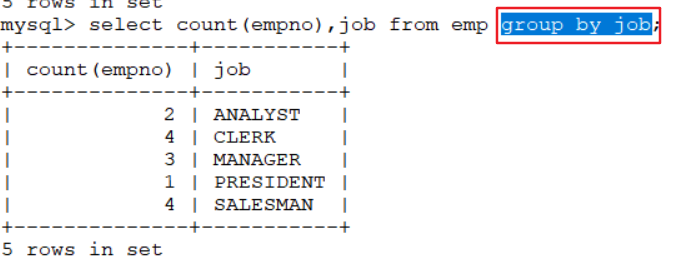 5 rows in set
mysql> select count(empno),job from emp group by job;
+--------------+-----------+
| count(empno) | job       |
+--------------+-----------+
|            2 | ANALYST   |
|            4 | CLERK     |
|            3 | MANAGER   |
|            1 | PRESIDENT |
|            4 | SALESMAN  |
+--------------+-----------+
5 rows in set